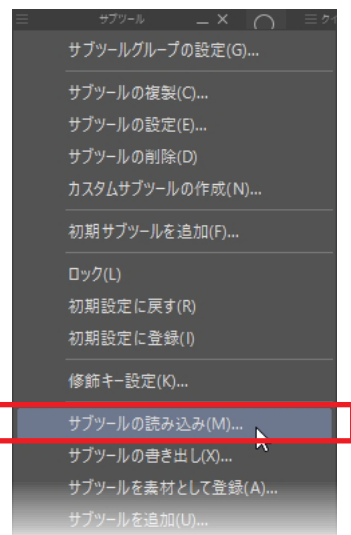 サブツール
クイ
サブツールグループの設定(G)...
サブツールの複製(C)...
サブツールの設定(E)...
サブツールの削除(D)
カスタムサブツールの作成(N)...
初期サブツールを追加(F)...
ロック(L)
初期設定に戻す(R)
初期設定に登録(I)
修飾キー設定(K)...
サブツールの読み込み(M)...
サブツールの書き出し(X)...
サブツールを素材として登録(A)...
サブツールを追加(U)...